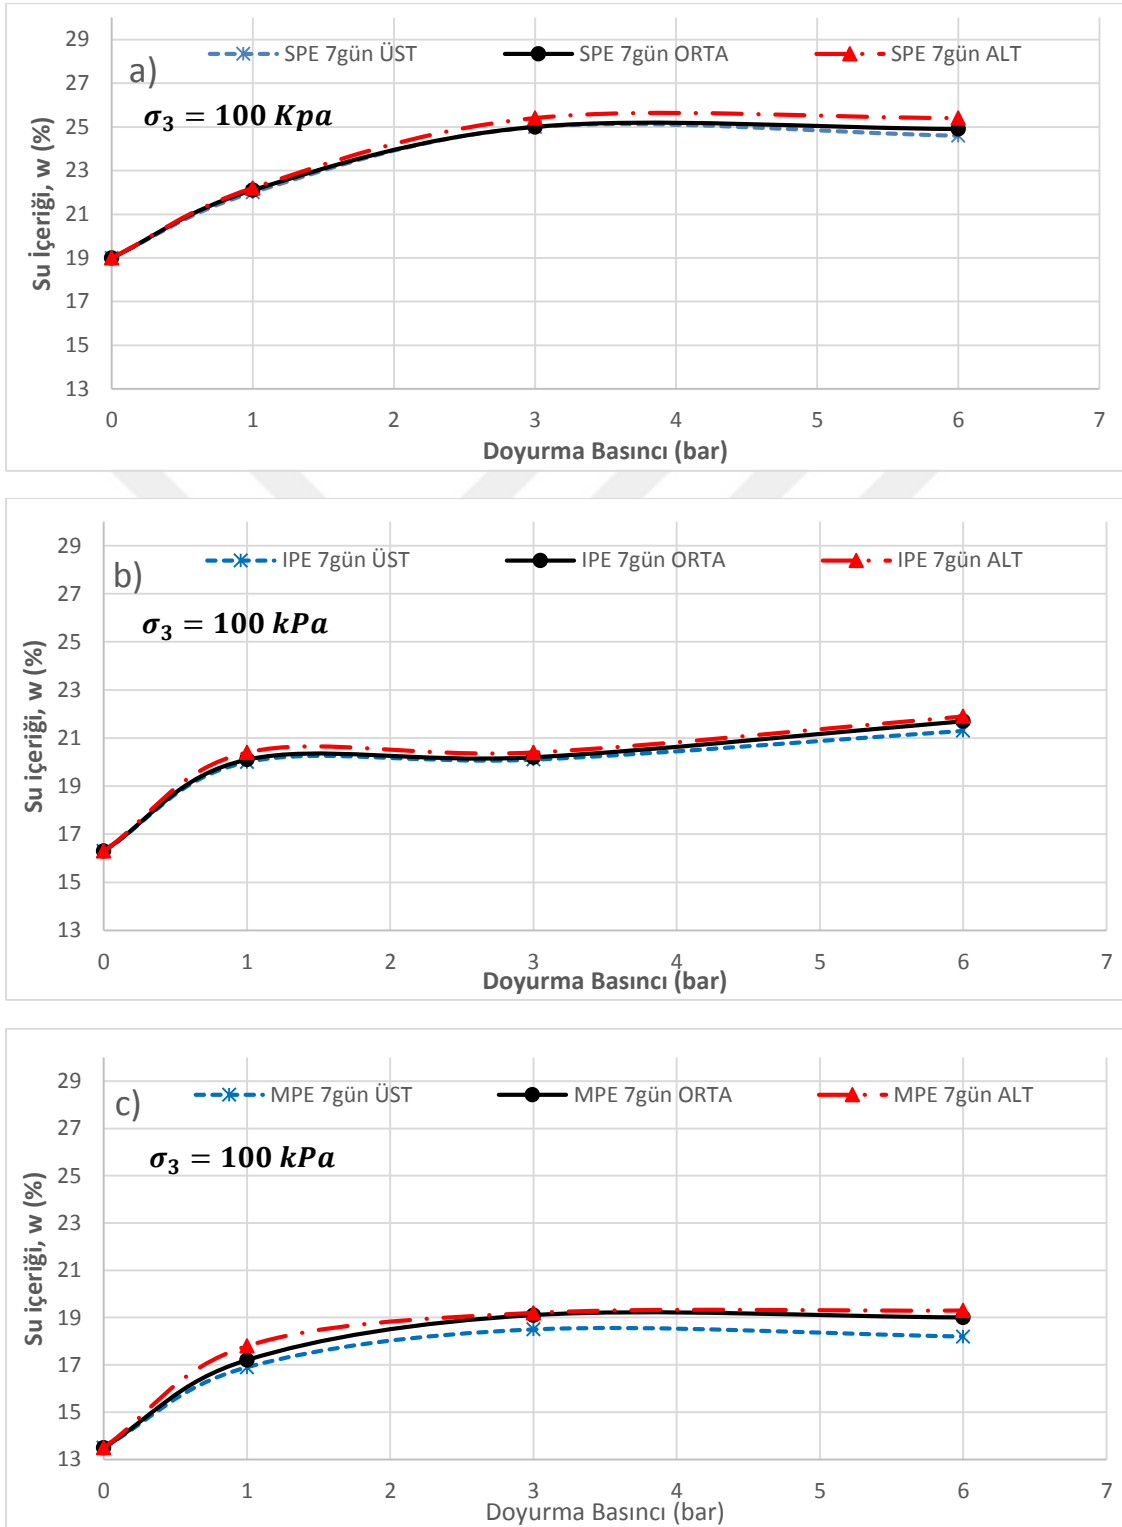 29
SPE 7gün ÜST
SPE 7gün ORTA
SPE 7gün ALT
a)
27
σ₃ = 100 Kpa
25
23
21
19
17
15
13
Su içeriği, w (%)
0 1 2 3 4 5 6 7
Doyurma Basıncı (bar)
29
IPE 7gün ÜST
IPE 7gün ORTA
IPE 7gün ALT
b)
27
σ₃ = 100 kPa
25
23
21
19
17
15
13
Su içeriği, w (%)
0 1 2 3 4 5 6 7
Doyurma Basıncı (bar)
29
MPE 7gün ÜST
MPE 7gün ORTA
MPE 7gün ALT
c)
27
σ₃ = 100 kPa
25
23
21
19
17
15
13
Su içeriği, w (%)
0 1 2 3 4 5 6 7
Doyurma Basıncı (bar)